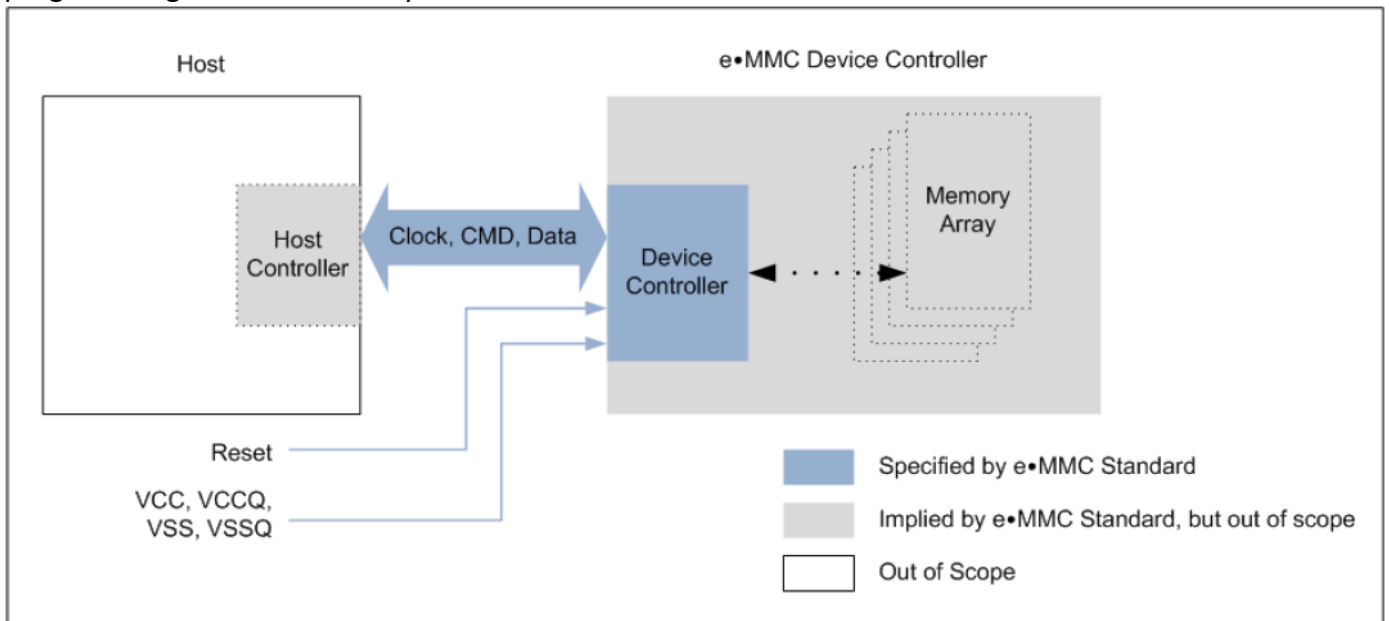 Host
e•MMC Device Controller
Host
Controller
Clock, CMD, Data
Device
Controller
Memory
Array
Reset
VCC, VCCQ,
VSS, VSSQ
Specified by e•MMC Standard
Implied by e•MMC Standard, but out of scope
Out of Scope